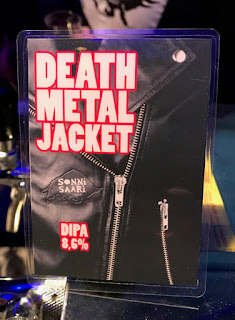 DEATH
METAL
JACKET
SONNI
SAARI
DIPA
8,6%